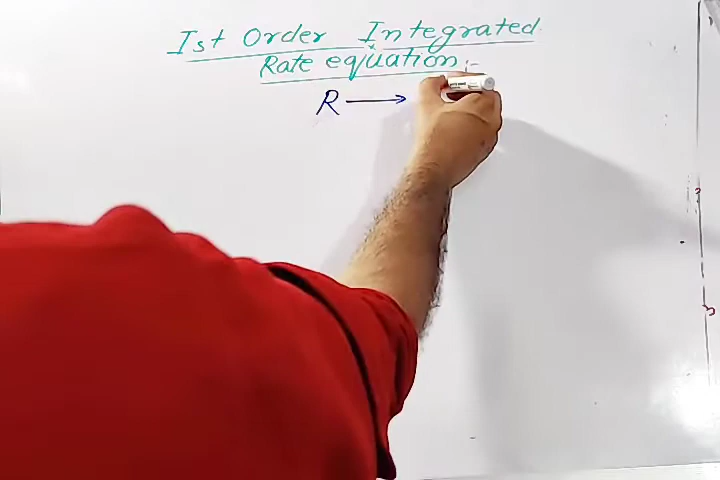 Ist Order Integrated
Rate equation :-
R →